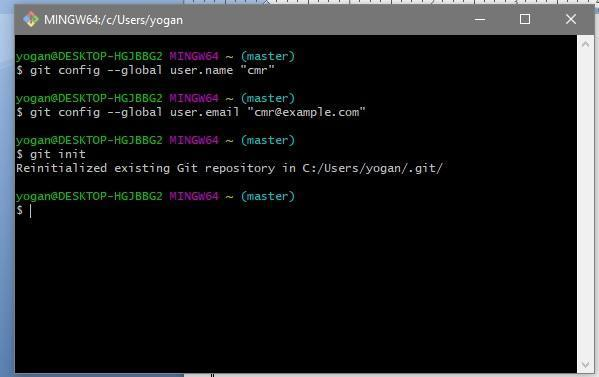 MINGW64:/c/Users/yogan
yogan@DESKTOP-HGJBBG2 MINGW64 ~ (master)
$ git config --global user.name "cmr"
yogan@DESKTOP-HGJBBG2 MINGW64 ~ (master)
$ git config --global user.email "cmr@example.com"
yogan@DESKTOP-HGJBBG2 MINGW64 ~ (master)
$ git init
Reinitialized existing Git repository in C:/Users/yogan/.git/
yogan@DESKTOP-HGJBBG2 MINGW64 ~ (master)
$